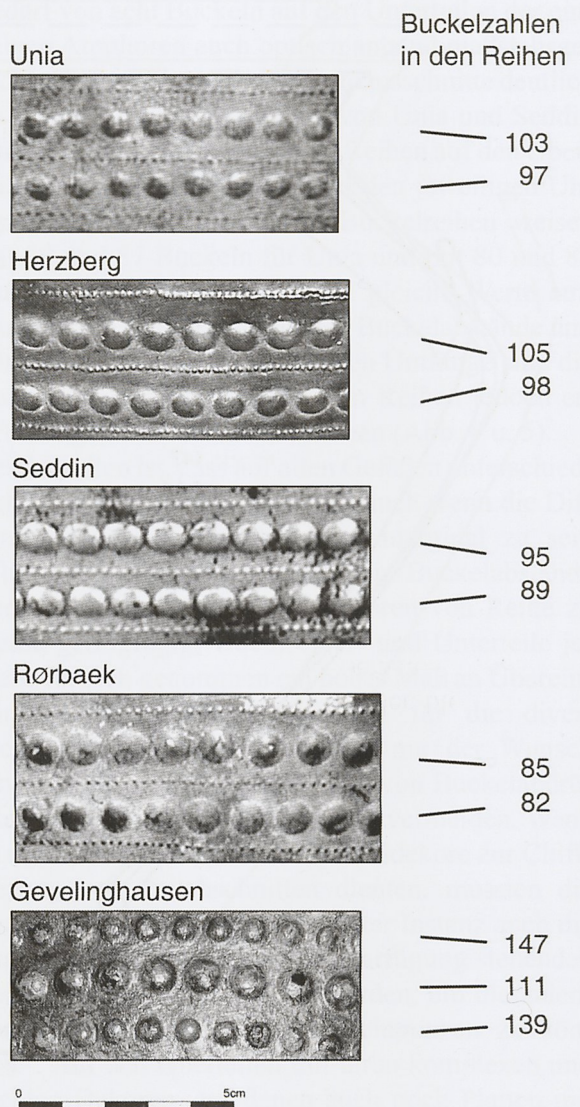 Buckelzahlen
in den Reihen
Unia
103
97
Herzberg
105
98
Seddin
95
89
Rørbaek
85
82
Gevelinghausen
147
111
139
0 5cm